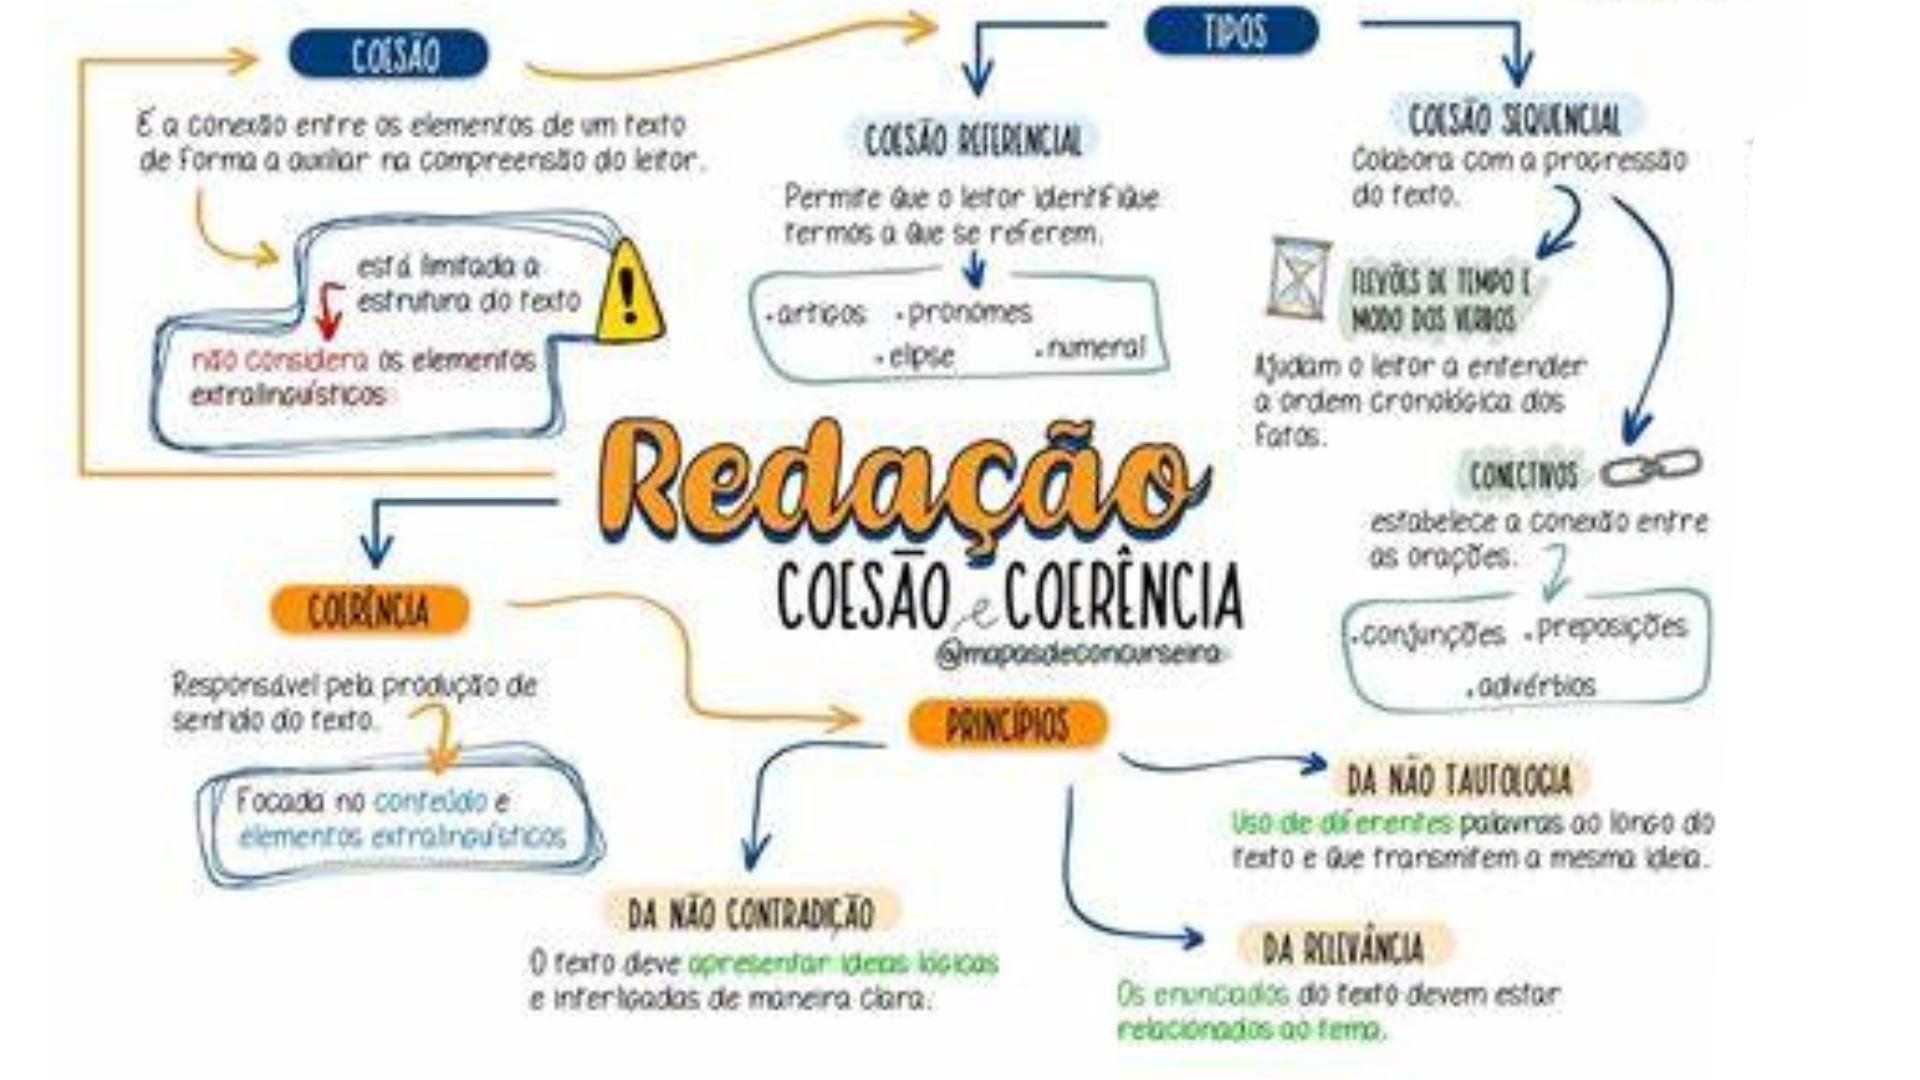 COESÃO
É a conexão entre os elementos de um texto
de forma a auxiliar na compreensão do leitor.
está limitada a
estrutura do texto
não considera os elementos
extralinguísticos
TIPOS
COESÃO REFERENCIAL
Permite que o leitor identifique
termos a que se referem.
.artigos .pronomes
.elipse .numeral
COESÃO SEQUENCIAL
Colabora com a progressão
do texto.
FLEXÕES DE TEMPO E
MODO DOS VERBOS
Ajudam o leitor a entender
a ordem cronológica dos
fatos.
CONECTIVOS
estabelece a conexão entre
as orações.
.conjunções .preposições
.advérbios
Redação
COESÃO e COERÊNCIA
@mapasdeconcurseira
COERÊNCIA
Responsável pela produção de
sentido do texto.
Focada no conteúdo e
elementos extralinguísticos
PRINCÍPIOS
DA NÃO CONTRADIÇÃO
O texto deve apresentar ideias lógicas
e interligadas de maneira clara.
DA NÃO TAUTOLOGIA
Uso de diferentes palavras ao longo do
texto e que transmitem a mesma ideia.
DA RELEVÂNCIA
Os enunciados do texto devem estar
relacionados ao tema.